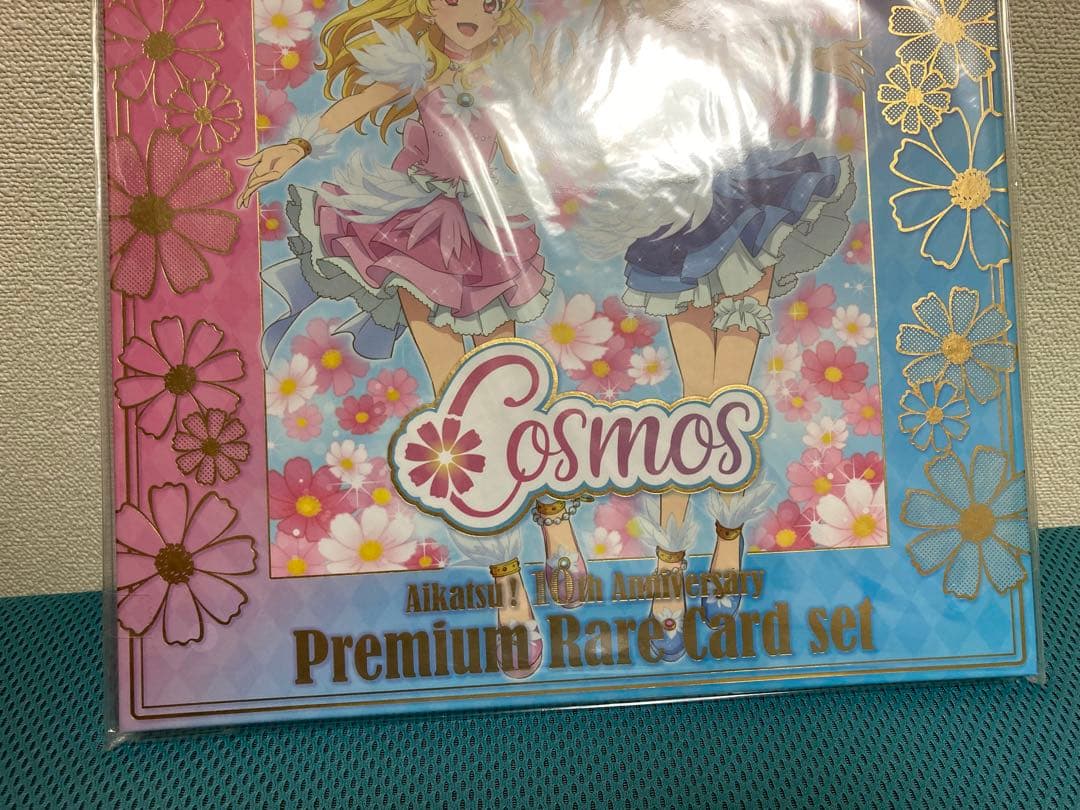 Cosmos
Aikatsu! 10th Anniversary
Premium Rare Card set